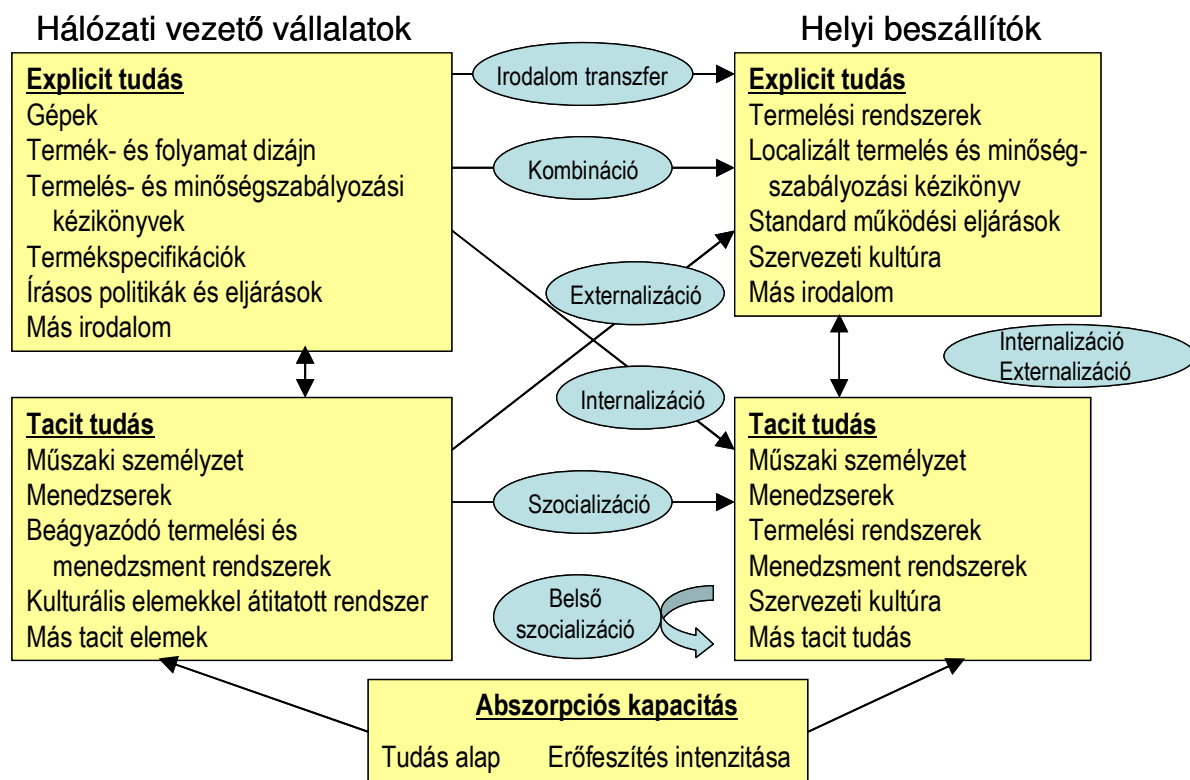 Hálózati vezető vállalatok
Explicit tudás
Gépek
Termék- és folyamat dizájn
Termelés- és minőségszabályozási
kézikönyvek
Termékspecifikációk
Írásos politikák és eljárások
Más irodalom
Tacit tudás
Műszaki személyzet
Menedzserek
Beágyazódó termelési és
menedzsment rendszerek
Kulturális elemekkel átitatott rendszer
Más tacit elemek
Irodalom transzfer
Kombináció
Externalizáció
Internalizáció
Szocializáció
Belső
szocializáció
Helyi beszállítók
Explicit tudás
Termelési rendszerek
Localizált termelés és minőség-
szabályozási kézikönyv
Standard működési eljárások
Szervezeti kultúra
Más irodalom
Internalizáció
Externalizáció
Tacit tudás
Műszaki személyzet
Menedzserek
Termelési rendszerek
Menedzsment rendszerek
Szervezeti kultúra
Más tacit tudás
Abszorpciós kapacitás
Tudás alap Erőfeszítés intenzitása